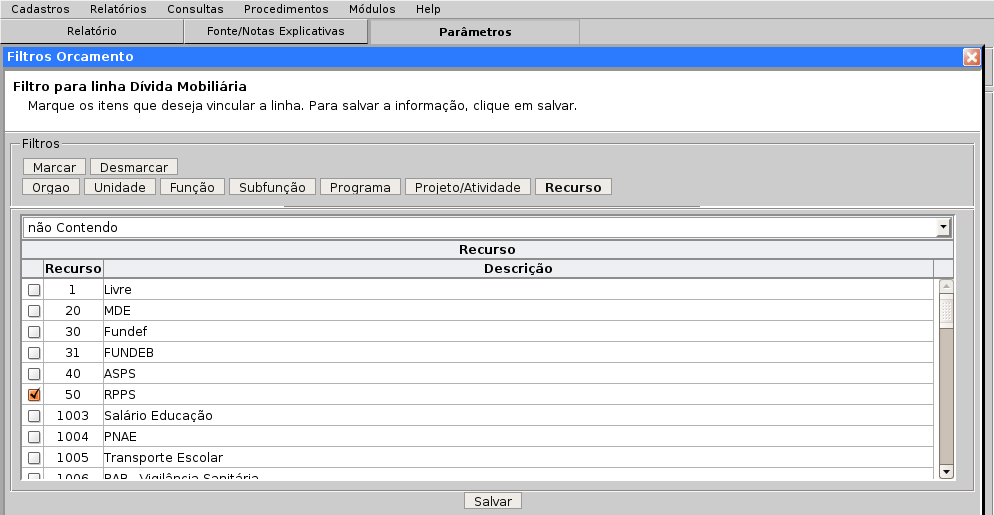 Cadastros Relatórios Consultas Procedimentos Módulos Help
Relatório Fonte/Notas Explicativas Parâmetros
Filtros Orcamento
Filtro para linha Dívida Mobiliária
Marque os itens que deseja vincular a linha. Para salvar a informação, clique em salvar.
Filtros
Marcar Desmarcar
Orgao Unidade Função Subfunção Programa Projeto/Atividade Recurso
não Contendo
Recurso
Recurso Descrição
1 Livre
20 MDE
30 Fundef
31 FUNDEB
40 ASPS
50 RPPS
1003 Salário Educação
1004 PNAE
1005 Transporte Escolar
1006 PAB - Vigilância Sanitária
Salvar